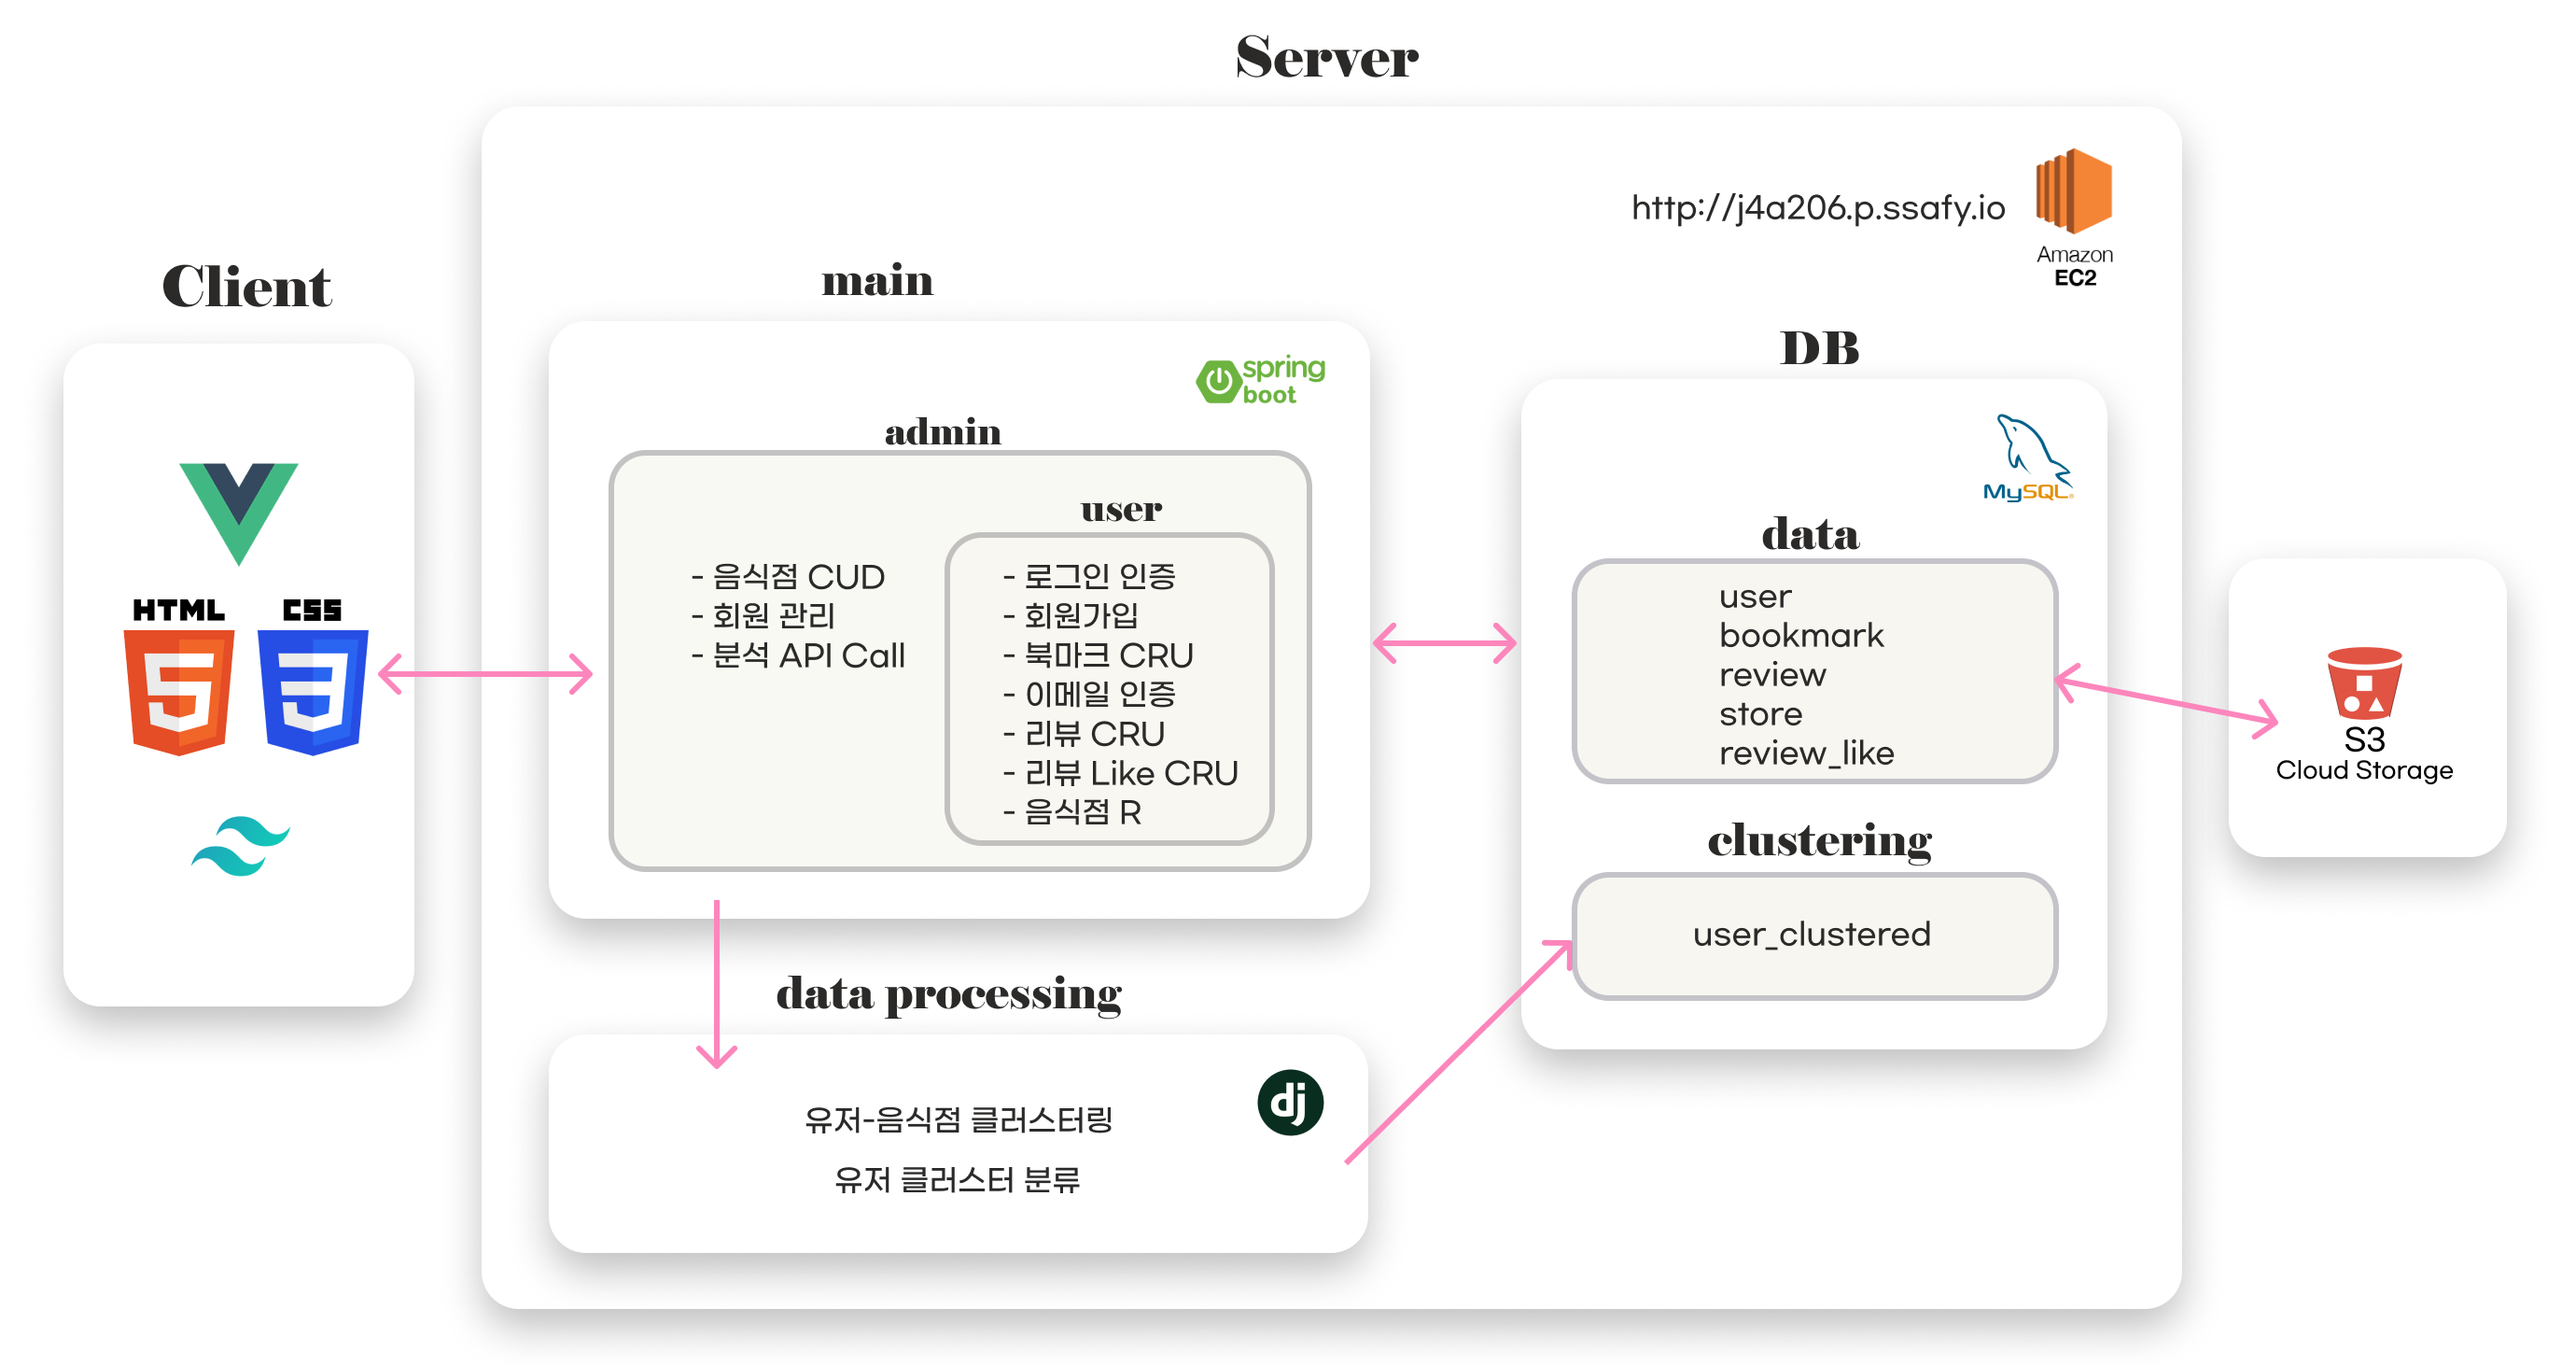 Server
http://j4a206.p.ssafy.io
Amazon
EC2
Client
HTML
CSS
main
spring
boot
admin
- 음식점 CUD
- 회원 관리
- 분석 API Call
user
- 로그인 인증
- 회원가입
- 북마크 CRU
- 이메일 인증
- 리뷰 CRU
- 리뷰 Like CRU
- 음식점 R
data processing
dj
유저-음식점 클러스터링
유저 클러스터 분류
DB
MySQL®
data
user
bookmark
review
store
review_like
clustering
user_clustered
S3
Cloud Storage